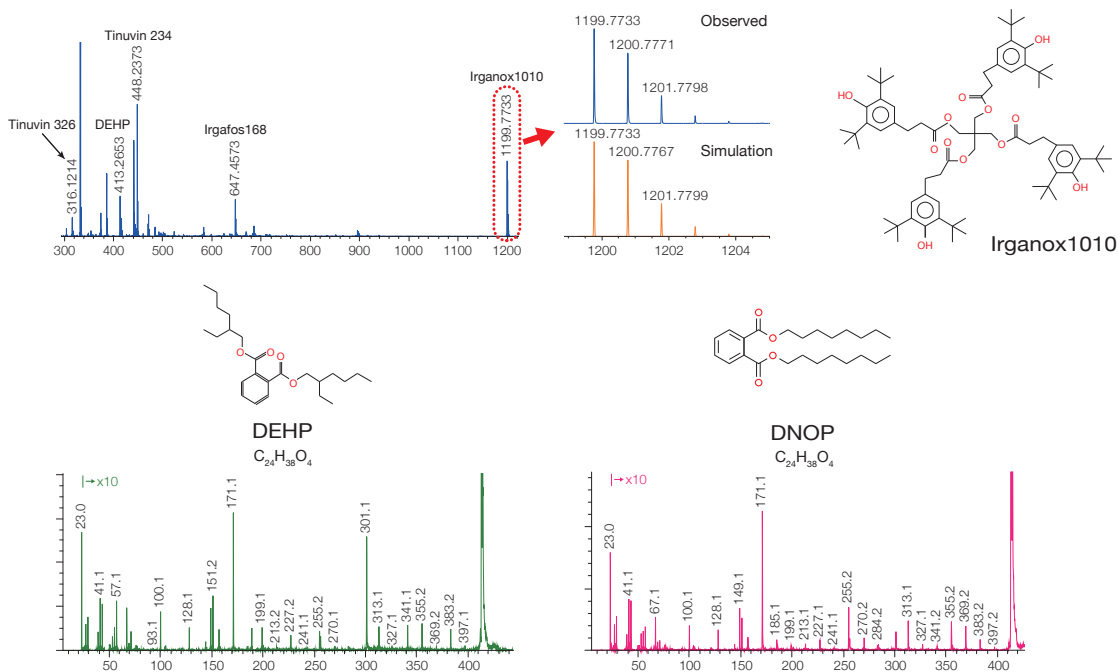 Tinuvin 234
448.2373
Tinuvin 326
316.1214
DEHP
413.2653
Irgafos168
647.4573
Irganox1010
1199.7733
300 400 500 600 700 800 900 1000 1100
1199.7733
Observed
1200.7771
1201.7798
1199.7733
Simulation
1200.7767
1201.7799
1200 1202 1204
OH
HO
O
O
O
O
O
O
O
O
OH
OH
Irganox1010
O
O
O
O
DEHP
C24H38O4
O
O
O
O
DNOP
C24H38O4
→x10
23.0
41.1
57.1
93.1
100.1
128.1
151.2
171.1
199.1
213.2
227.2
241.1
255.2
270.1
301.1
313.1
327.1
341.1
355.2
369.2
383.2
397.1
50 100 150 200 250 300 350 400
→x10
23.0
41.1
67.1
100.1
128.1
149.1
171.1
185.1
199.1
213.1
227.1
241.1
255.2
270.2
284.2
313.1
327.1
341.2
355.2
369.2
383.2
397.2
50 100 150 200 250 300 350 400